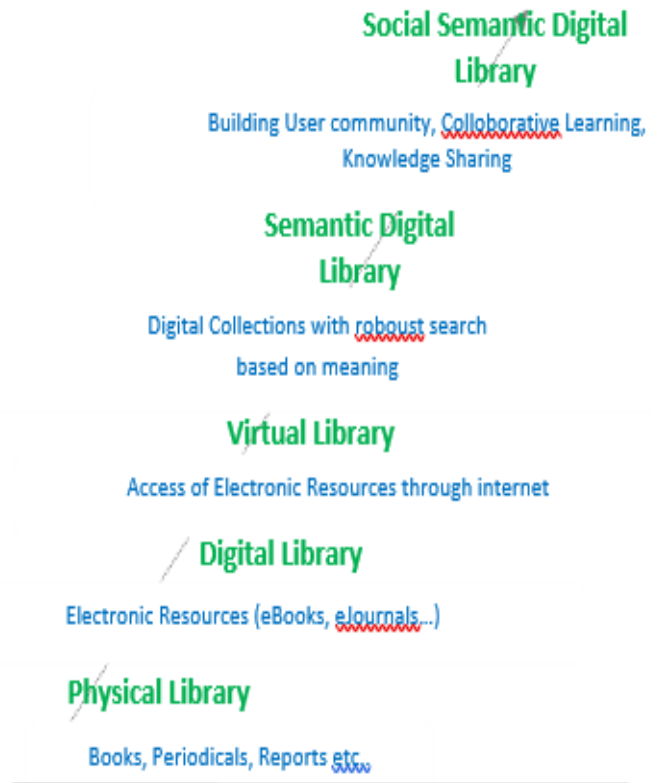 Social Semantic Digital
Library
Building User community, Colloborative Learning,
Knowledge Sharing
Semantic Digital
Library
Digital Collections with roboust search
based on meaning
Virtual Library
Access of Electronic Resources through internet
Digital Library
Electronic Resources (eBooks, eJournals...)
Physical Library
Books, Periodicals, Reports etc..